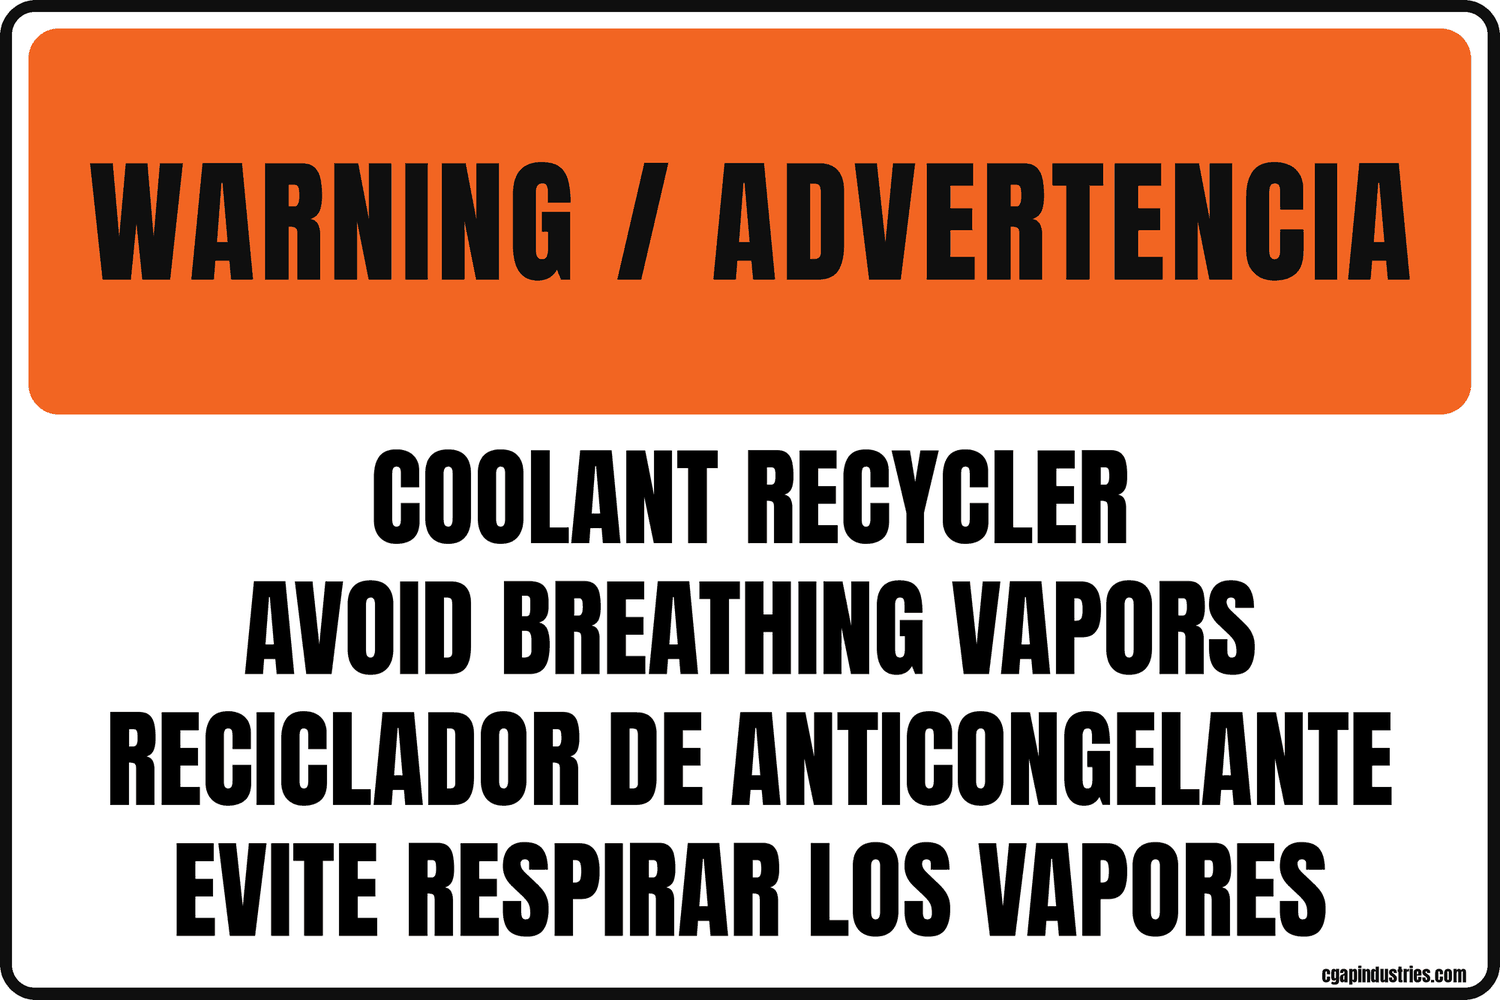 WARNING / ADVERTENCIA
COOLANT RECYCLER
AVOID BREATHING VAPORS
RECICLADOR DE ANTICONGELANTE
EVITE RESPIRAR LOS VAPORES
cgapindustries.com